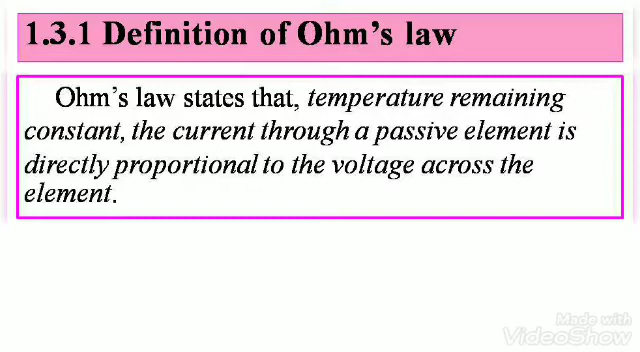 1.3.1 Definition of Ohm's law
Ohm's law states that, temperature remaining
constant, the current through a passive element is
directly proportional to the voltage across the
element.
Made with
VideoShow